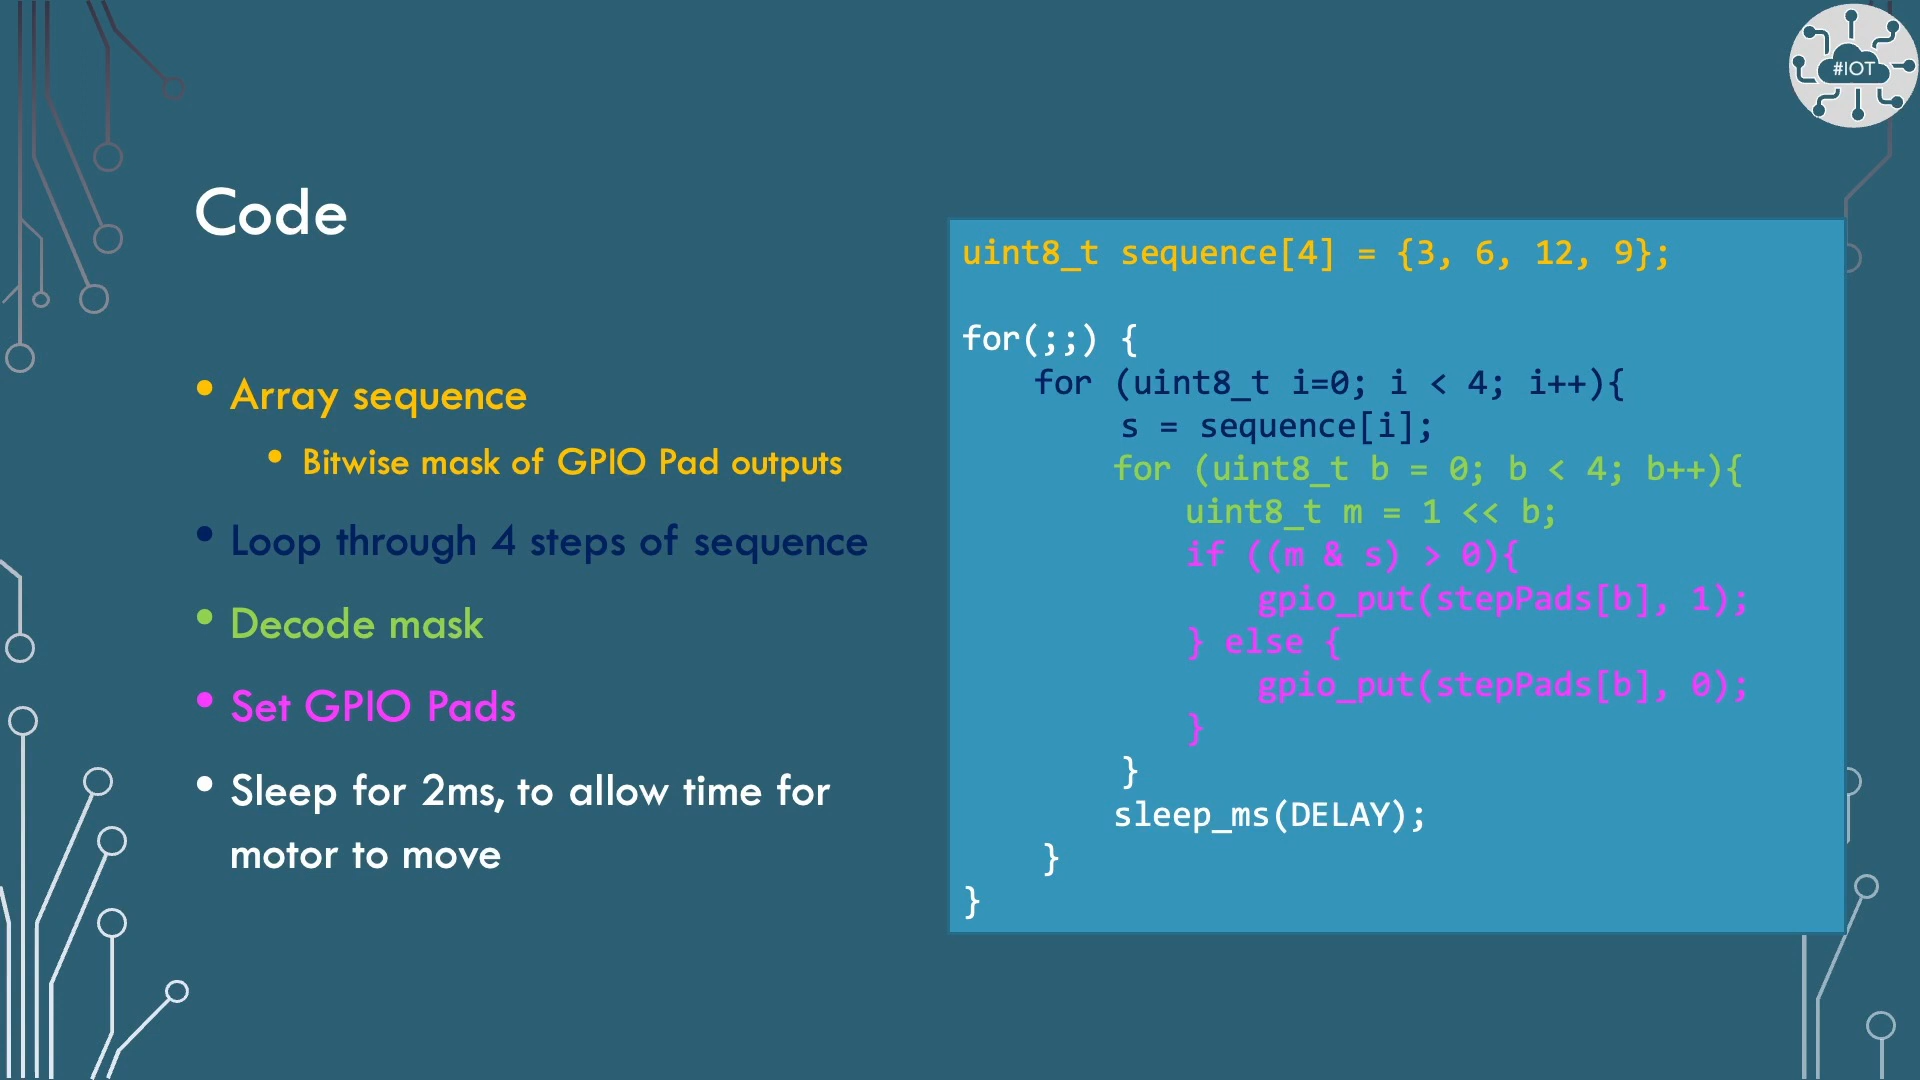 #IOT
Code
• Array sequence
• Bitwise mask of GPIO Pad outputs
• Loop through 4 steps of sequence
• Decode mask
• Set GPIO Pads
• Sleep for 2ms, to allow time for
motor to move
uint8_t sequence[4] = {3, 6, 12, 9};
for(;;) {
for (uint8_t i=0; i < 4; i++){
s = sequence[i];
for (uint8_t b = 0; b < 4; b++){
uint8_t m = 1 << b;
if ((m & s) > 0){
gpio_put(stepPads[b], 1);
} else {
gpio_put(stepPads[b], 0);
}
}
sleep_ms(DELAY);
}
}